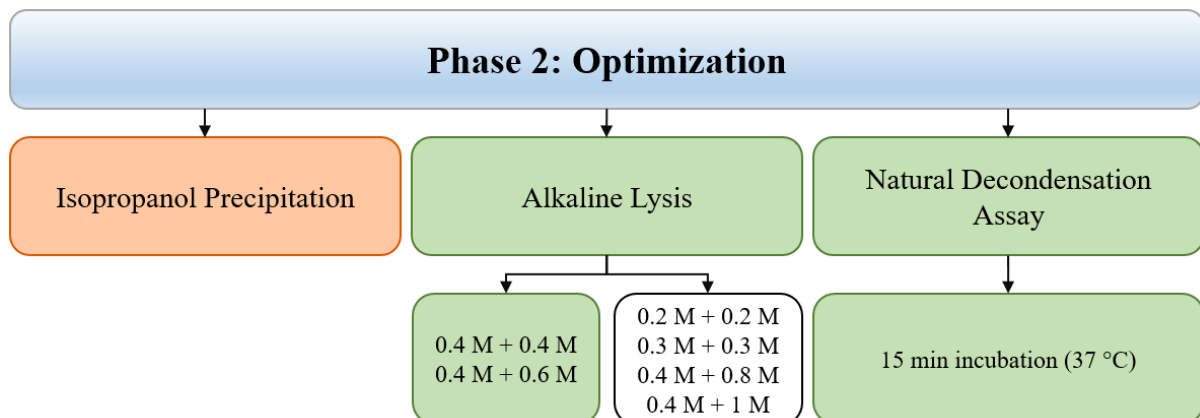 Phase 2: Optimization
Isopropanol Precipitation
Alkaline Lysis
Natural Decondensation
Assay
0.4 M + 0.4 M
0.4 M + 0.6 M
0.2 M + 0.2 M
0.3 M + 0.3 M
0.4 M + 0.8 M
0.4 M + 1 M
15 min incubation (37 °C)